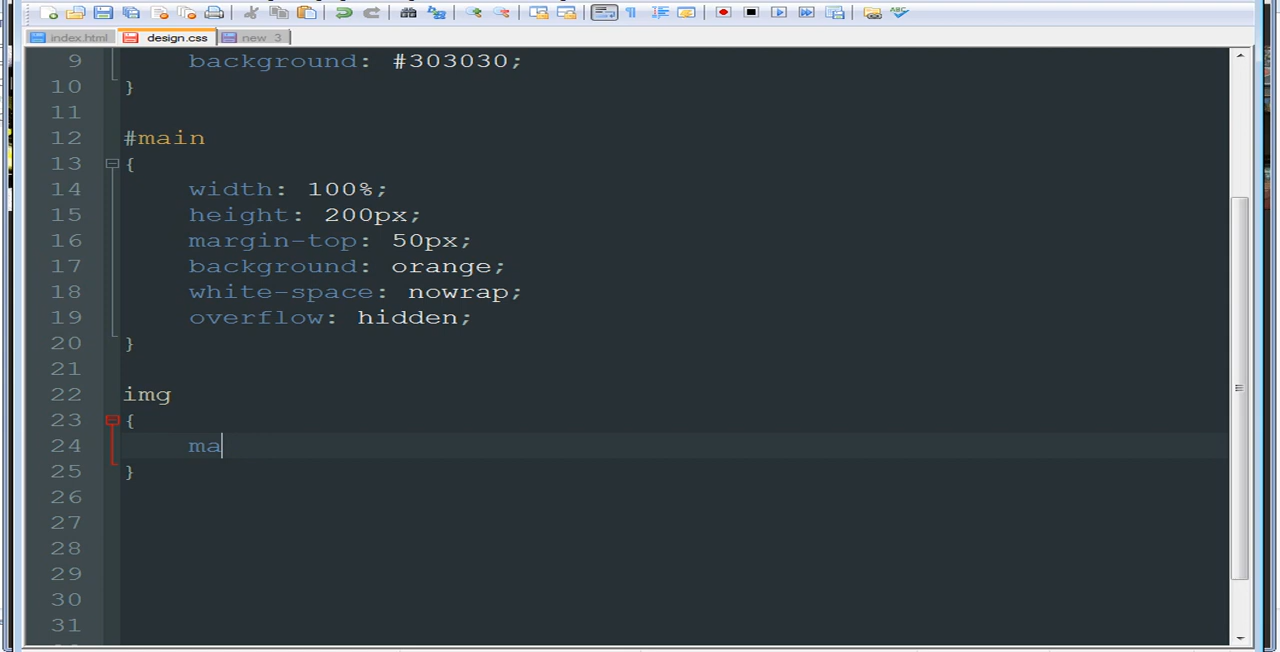 index.html design.css new 3
9 background: #303030;
10 }
11
12 #main
13 {
14 width: 100%;
15 height: 200px;
16 margin-top: 50px;
17 background: orange;
18 white-space: nowrap;
19 overflow: hidden;
20 }
21
22 img
23 {
24 ma
25 }
26
27
28
29
30
31